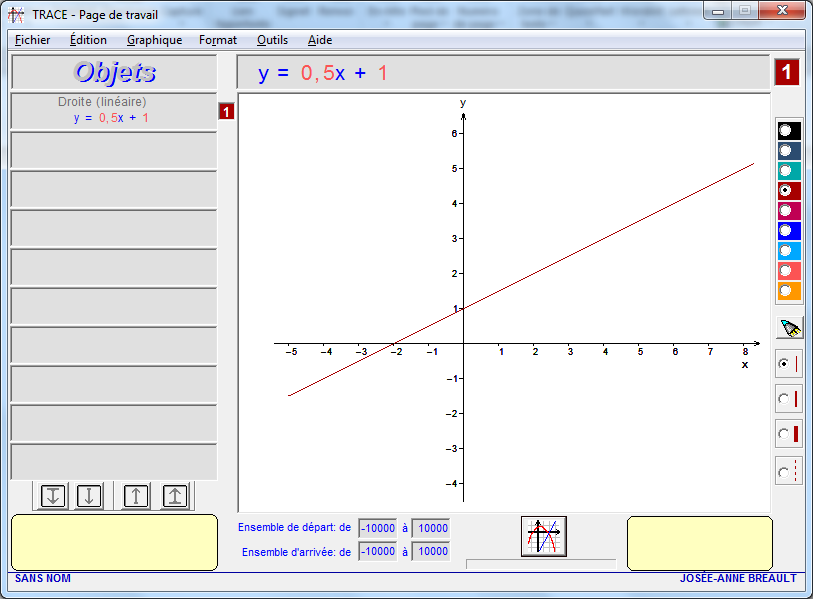 TRACE - Page de travail
Fichier Édition Graphique Format Outils Aide
Objets
y = 0,5x + 1
1
Droite (linéaire)
y = 0,5x + 1
1
y
6
5
4
3
2
1
-5 -4 -3 -2 -1 1 2 3 4 5 6 7 8
x
-1
-2
-3
-4
Ensemble de départ: de -10000 à 10000
Ensemble d'arrivée: de -10000 à 10000
SANS NOM
JOSÉE-ANNE BREAULT